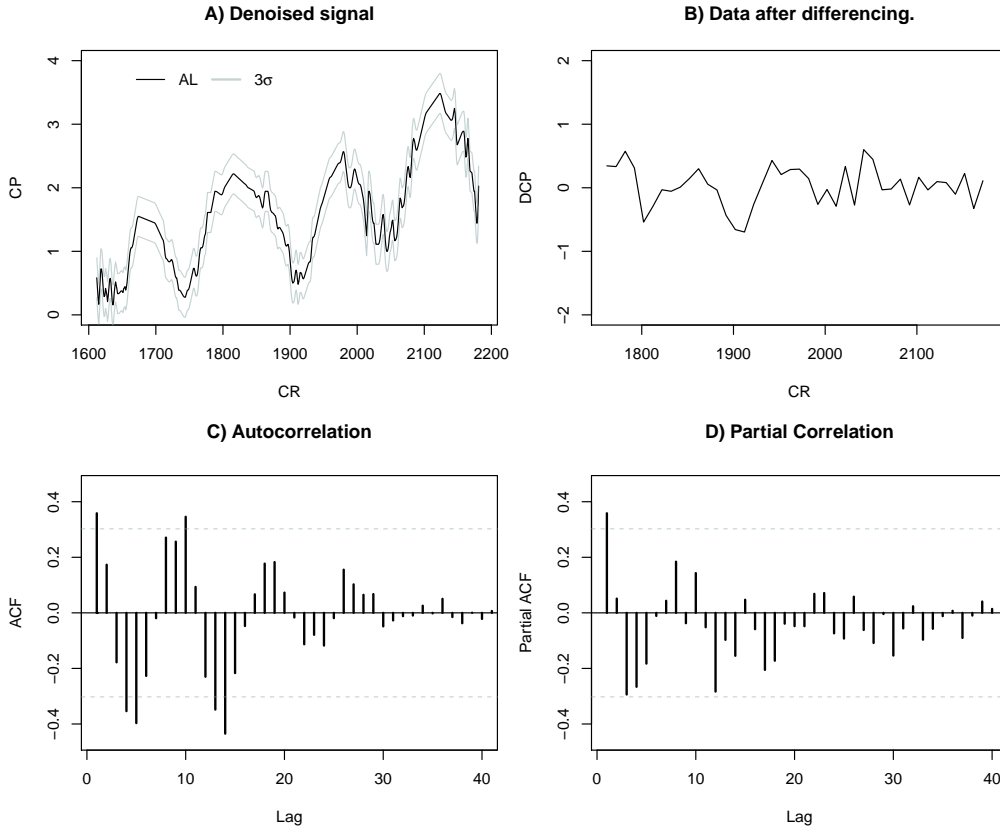 A) Denoised signal
CP
4
3
2
1
0
AL
3σ
1600 1700 1800 1900 2000 2100 2200
CR
B) Data after differencing.
DCP
2
1
0
−1
−2
1800 1900 2000 2100
CR
C) Autocorrelation
ACF
0.4
0.2
0.0
−0.2
−0.4
0 10 20 30 40
Lag
D) Partial Correlation
Partial ACF
0.4
0.2
0.0
−0.2
−0.4
0 10 20 30 40
Lag